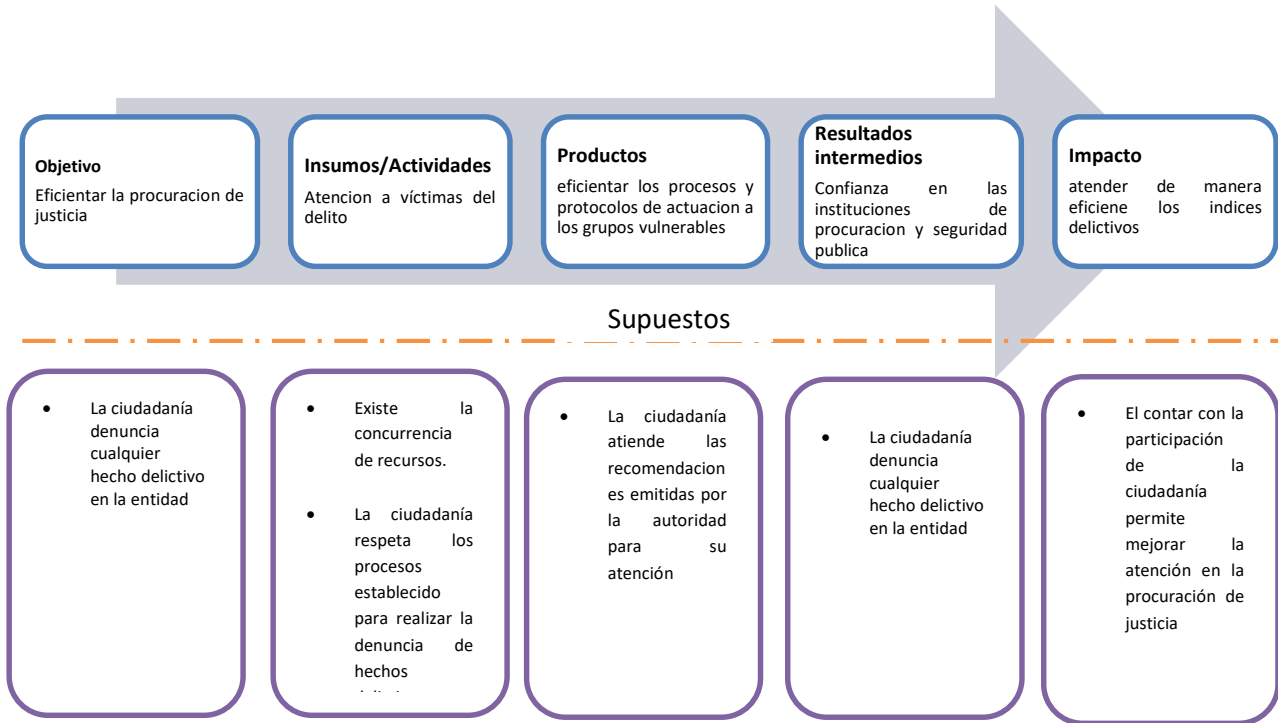 Objetivo
Eficientar la procuracion de
justicia
Insumos/Actividades
Atencion a víctimas del
delito
Productos
eficientar los procesos y
protocolos de actuacion a
los grupos vulnerables
Resultados
intermedios
Confianza en las
instituciones de
procuracion y seguridad
publica
Impacto
atender de manera
eficiene los indices
delictivos
Supuestos
• La ciudadanía
denuncia
cualquier
hecho delictivo
en la entidad
• Existe la
concurrencia
de recursos.
• La ciudadanía
respeta los
procesos
establecido
para realizar la
denuncia de
hechos
• La ciudadanía
atiende las
recomendacion
es emitidas por
la autoridad
para su
atención
• La ciudadanía
denuncia
cualquier
hecho delictivo
en la entidad
• El contar con la
participación
de la
ciudadanía
permite
mejorar la
atención en la
procuración de
justicia